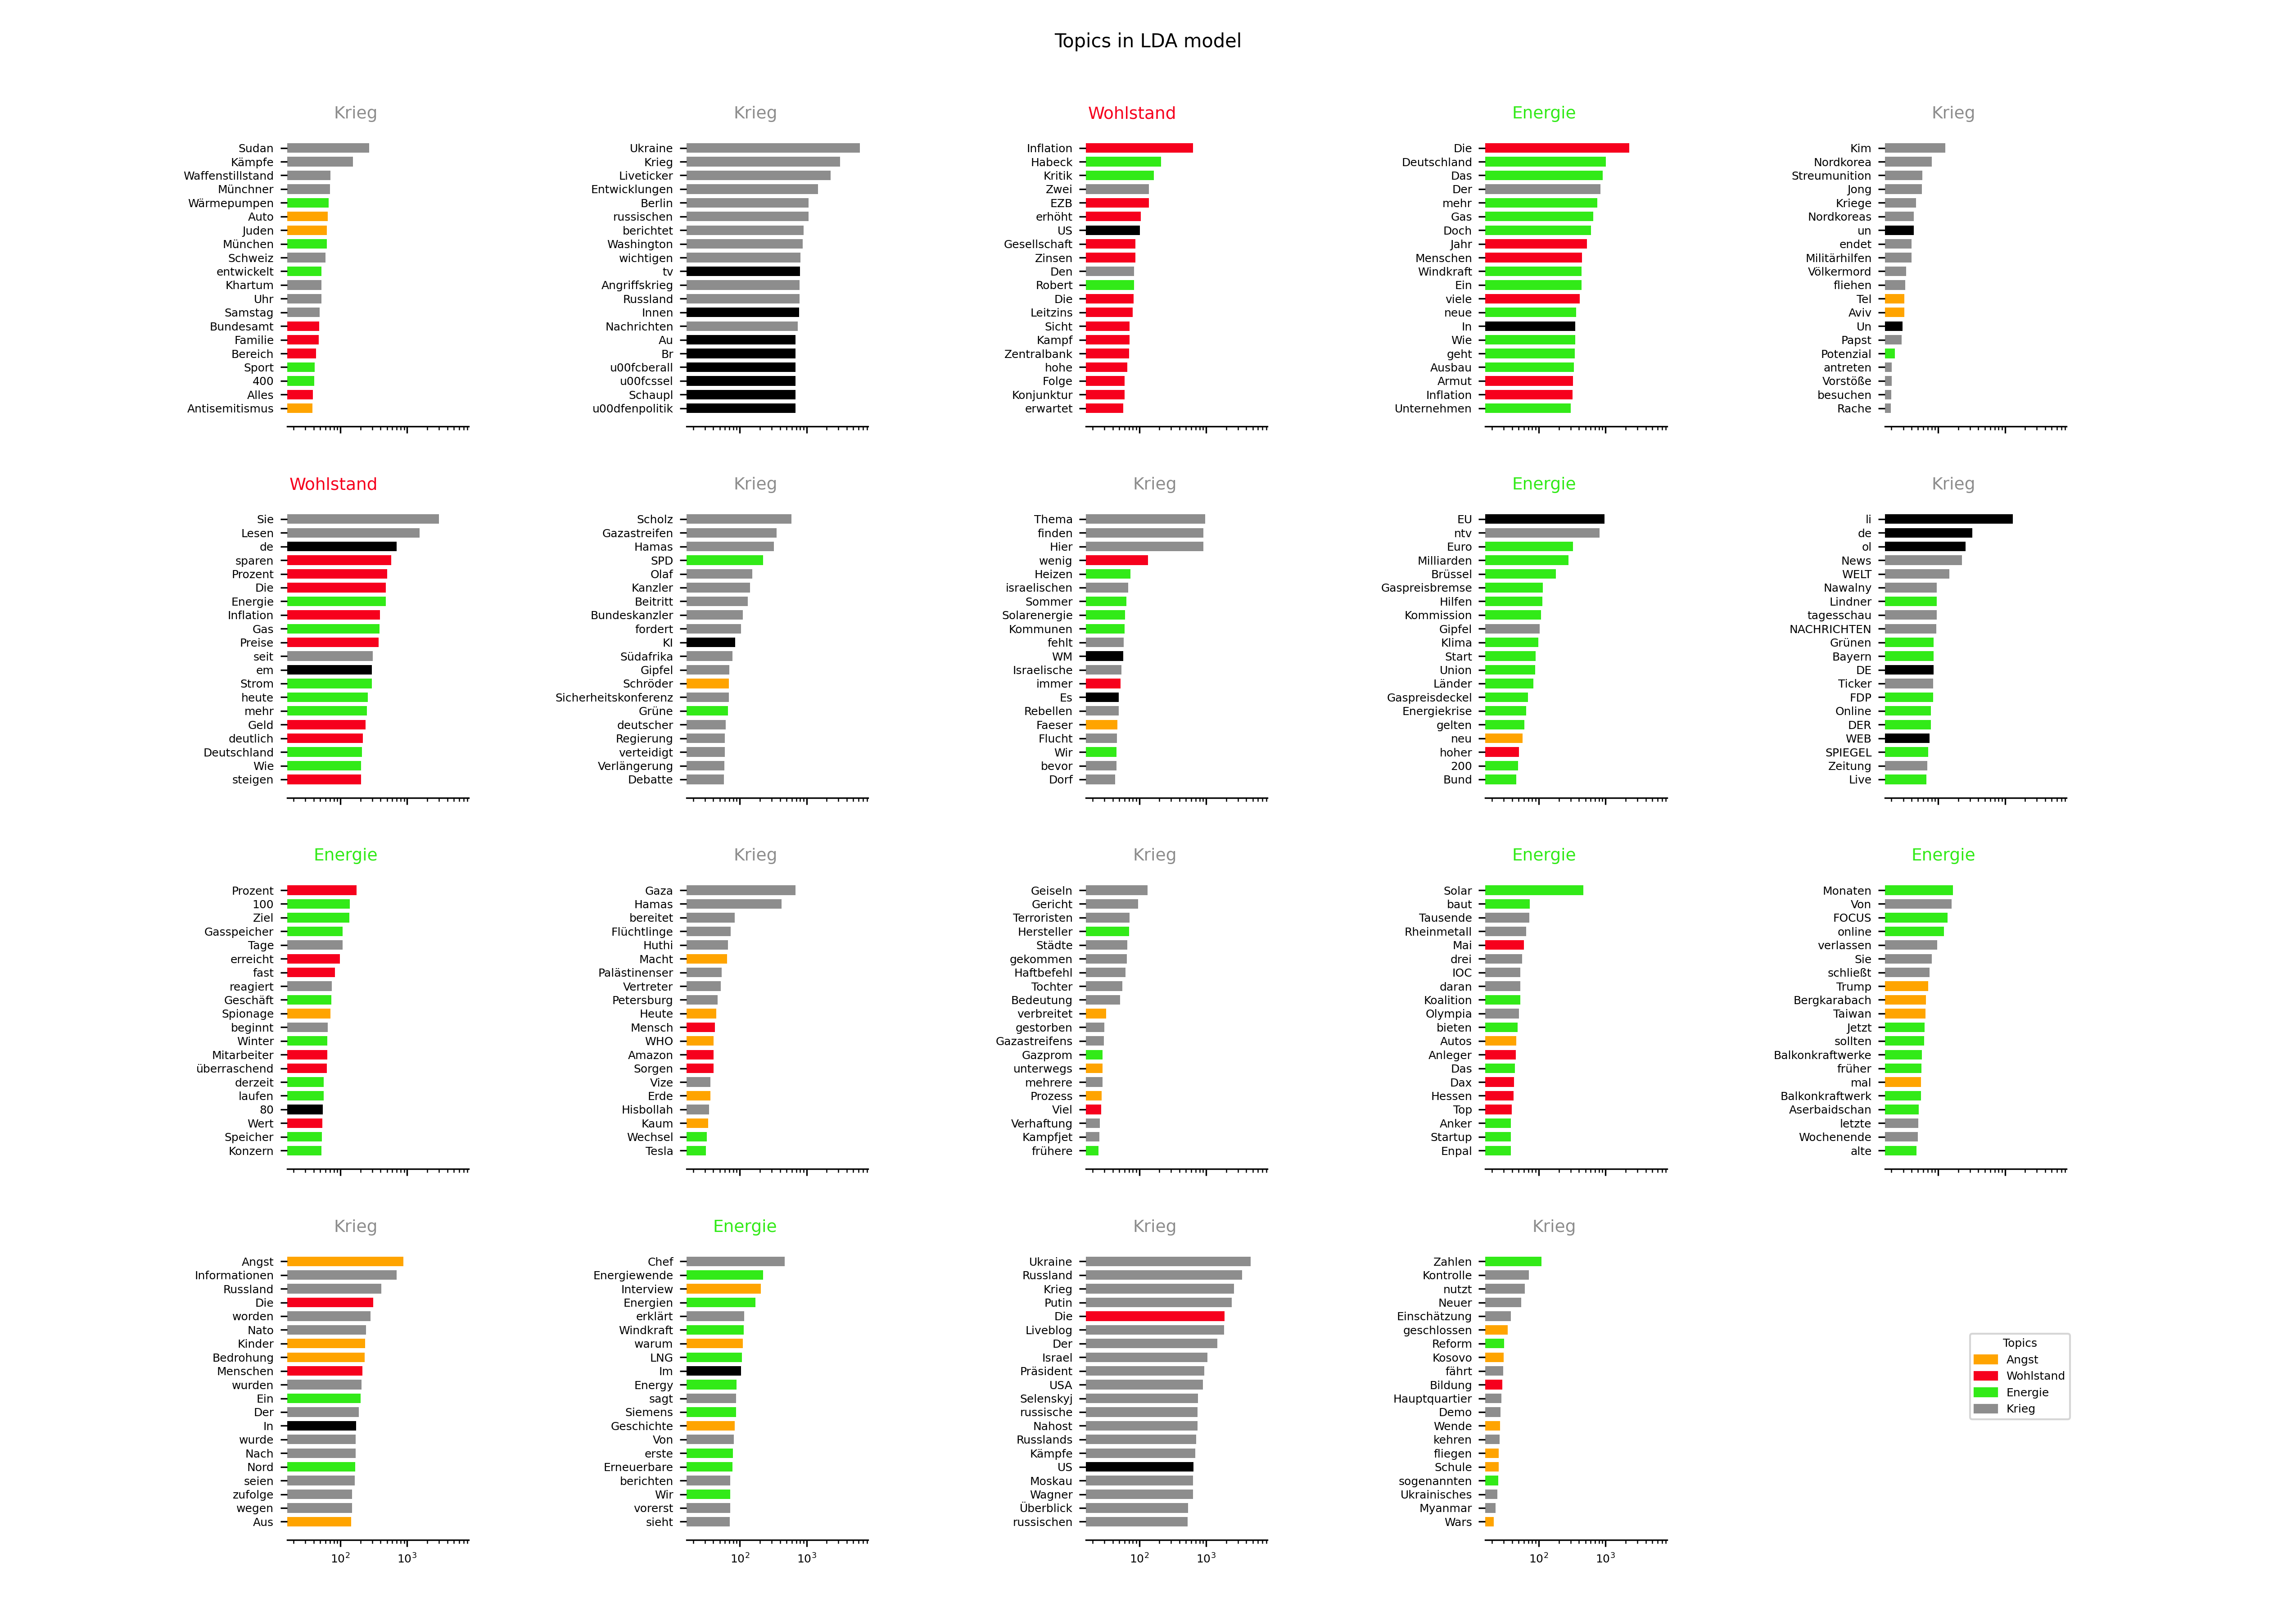 Topics in LDA model
Krieg
Sudan
Kämpfe
Waffenstillstand
Münchner
Wärmepumpen
Auto
Juden
München
Schweiz
entwickelt
Khartum
Uhr
Samstag
Bundesamt
Familie
Bereich
Sport
400
Alles
Antisemitismus
Krieg
Ukraine
Krieg
Liveticker
Entwicklungen
Berlin
russischen
berichtet
Washington
wichtigen
tv
Angriffskrieg
Russland
Innen
Nachrichten
Au
Br
u00fcberall
u00fcssel
Schaupl
u00dfenpolitik
Wohlstand
Inflation
Habeck
Kritik
Zwei
EZB
erhöht
US
Gesellschaft
Zinsen
Den
Robert
Die
Leitzins
Sicht
Kampf
Zentralbank
hohe
Folge
Konjunktur
erwartet
Energie
Die
Deutschland
Das
Der
mehr
Gas
Doch
Jahr
Menschen
Windkraft
Ein
viele
neue
In
Wie
geht
Ausbau
Armut
Inflation
Unternehmen
Krieg
Kim
Nordkorea
Streumunition
Jong
Kriege
Nordkoreas
un
endet
Militärhilfen
Völkermord
fliehen
Tel
Aviv
Un
Papst
Potenzial
antreten
Vorstöße
besuchen
Rache
Wohlstand
Sie
Lesen
de
sparen
Prozent
Die
Energie
Inflation
Gas
Preise
seit
em
Strom
heute
mehr
Geld
deutlich
Deutschland
Wie
steigen
Krieg
Scholz
Gazastreifen
Hamas
SPD
Olaf
Kanzler
Beitritt
Bundeskanzler
fordert
KI
Südafrika
Gipfel
Schröder
Sicherheitskonferenz
Grüne
deutscher
Regierung
verteidigt
Verlängerung
Debatte
Krieg
Thema
finden
Hier
wenig
Heizen
israelischen
Sommer
Solarenergie
Kommunen
fehlt
WM
Israelische
immer
Es
Rebellen
Faeser
Flucht
Wir
bevor
Dorf
Energie
EU
ntv
Euro
Milliarden
Brüssel
Gaspreisbremse
Hilfen
Kommission
Gipfel
Klima
Start
Union
Länder
Gaspreisdeckel
Energiekrise
gelten
neu
hoher
200
Bund
Krieg
li
de
ol
News
WELT
Nawalny
Lindner
tagesschau
NACHRICHTEN
Grünen
Bayern
DE
Ticker
FDP
Online
DER
WEB
SPIEGEL
Zeitung
Live
Energie
Prozent
100
Ziel
Gasspeicher
Tage
erreicht
fast
reagiert
Geschäft
Spionage
beginnt
Winter
Mitarbeiter
überraschend
derzeit
laufen
80
Wert
Speicher
Konzern
Krieg
Gaza
Hamas
bereitet
Flüchtlinge
Huthi
Macht
Palästinenser
Vertreter
Petersburg
Heute
Mensch
WHO
Amazon
Sorgen
Vize
Erde
Hisbollah
Kaum
Wechsel
Tesla
Krieg
Geiseln
Gericht
Terroristen
Hersteller
Städte
gekommen
Haftbefehl
Tochter
Bedeutung
verbreitet
gestorben
Gazastreifens
Gazprom
unterwegs
mehrere
Prozess
Viel
Verhaftung
Kampfjet
frühere
Energie
Solar
baut
Tausende
Rheinmetall
Mai
drei
IOC
daran
Koalition
Olympia
bieten
Autos
Anleger
Das
Dax
Hessen
Top
Anker
Startup
Enpal
Energie
Monaten
Von
FOCUS
online
verlassen
Sie
schließt
Trump
Bergkarabach
Taiwan
Jetzt
sollten
Balkonkraftwerke
früher
mal
Balkonkraftwerk
Aserbaidschan
letzte
Wochenende
alte
Krieg
Angst
Informationen
Russland
Die
worden
Nato
Kinder
Bedrohung
Menschen
wurden
Ein
Der
In
wurde
Nach
Nord
seien
zufolge
wegen
Aus
10² 10³
Energie
Chef
Energiewende
Interview
Energien
erklärt
Windkraft
warum
LNG
Im
Energy
sagt
Siemens
Geschichte
Von
erste
Erneuerbare
berichten
Wir
vorerst
sieht
10² 10³
Krieg
Ukraine
Russland
Krieg
Putin
Die
Liveblog
Der
Israel
Präsident
USA
Selenskyj
russische
Nahost
Russlands
Kämpfe
US
Moskau
Wagner
Überblick
russischen
10² 10³
Krieg
Zahlen
Kontrolle
nutzt
Neuer
Einschätzung
geschlossen
Reform
Kosovo
fährt
Bildung
Hauptquartier
Demo
Wende
kehren
fliegen
Schule
sogenannten
Ukrainisches
Myanmar
Wars
10² 10³
Topics
Angst
Wohlstand
Energie
Krieg